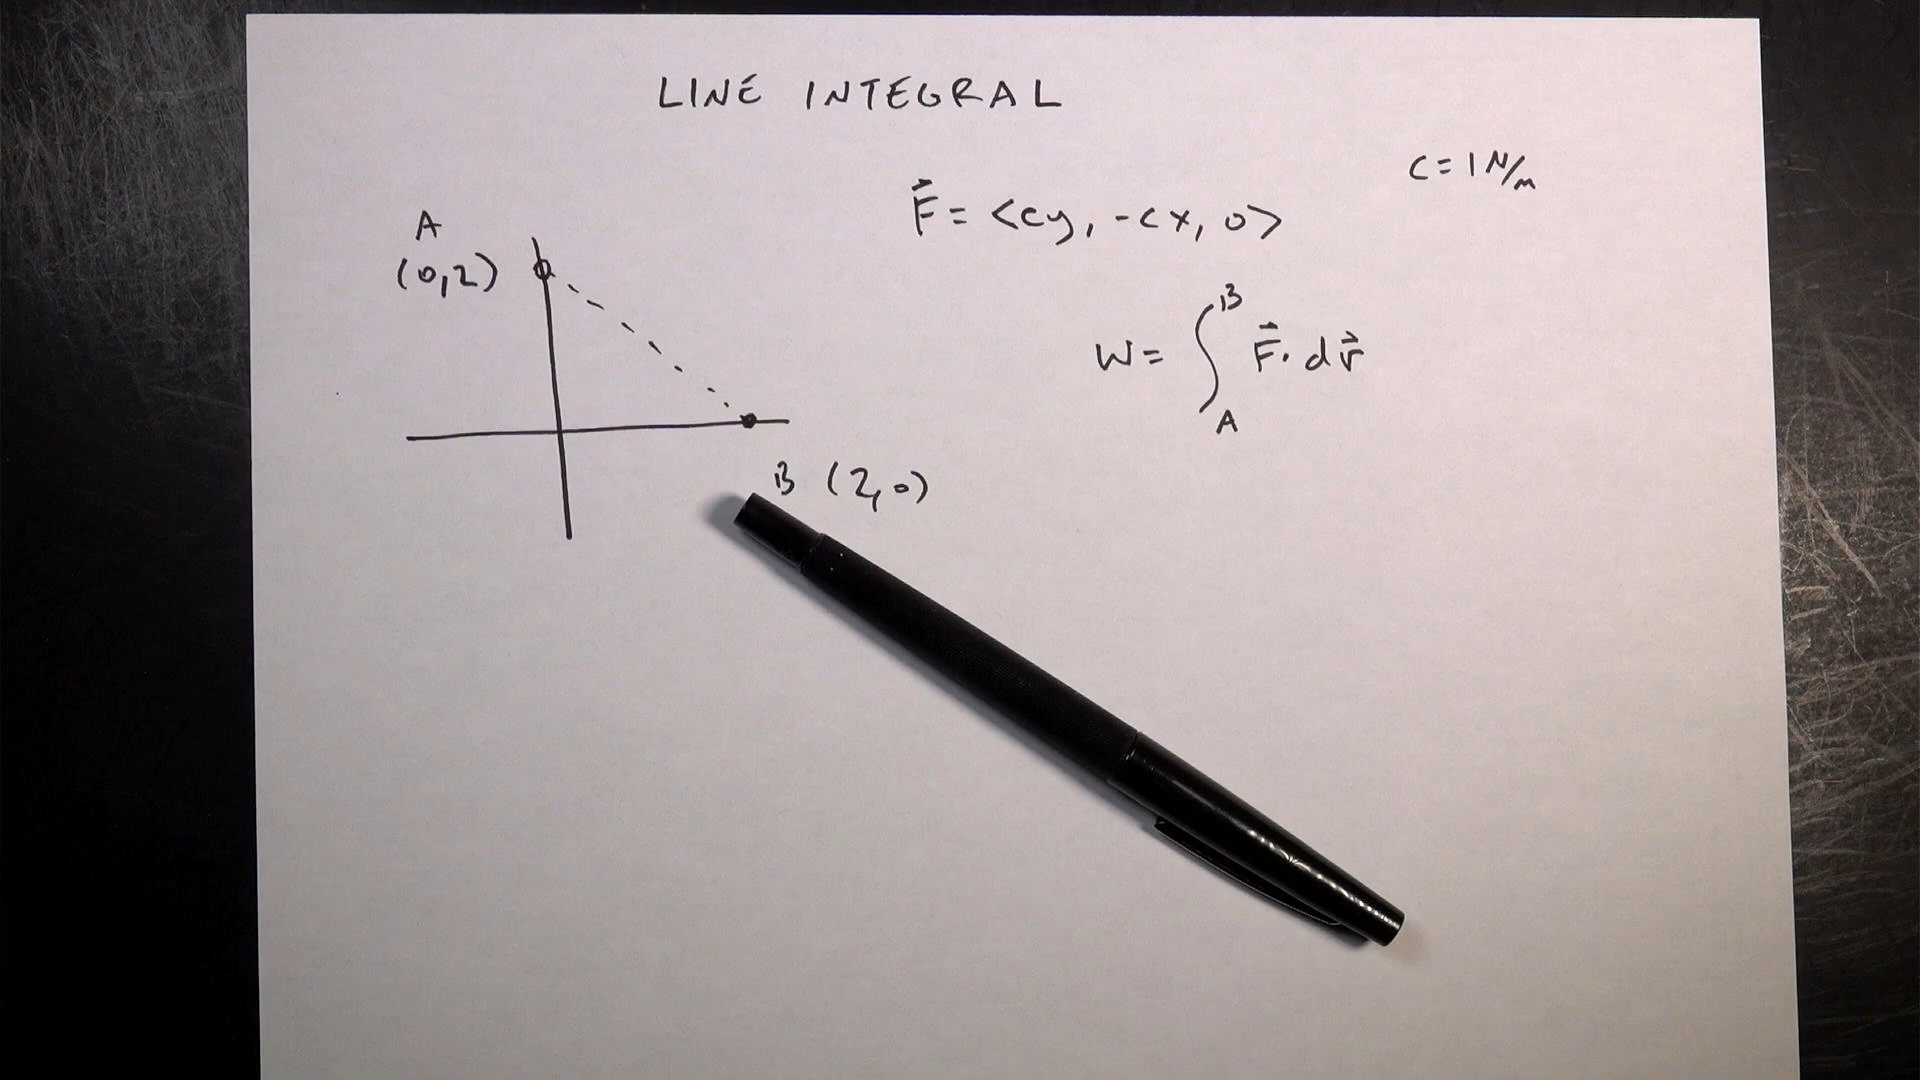 LINE INTEGRAL
C = 1 N/m
F⃗ = <cy, -cx, 0>
A
(0,2)
W = ∫_A^B F⃗ · dr⃗
B (2,0)